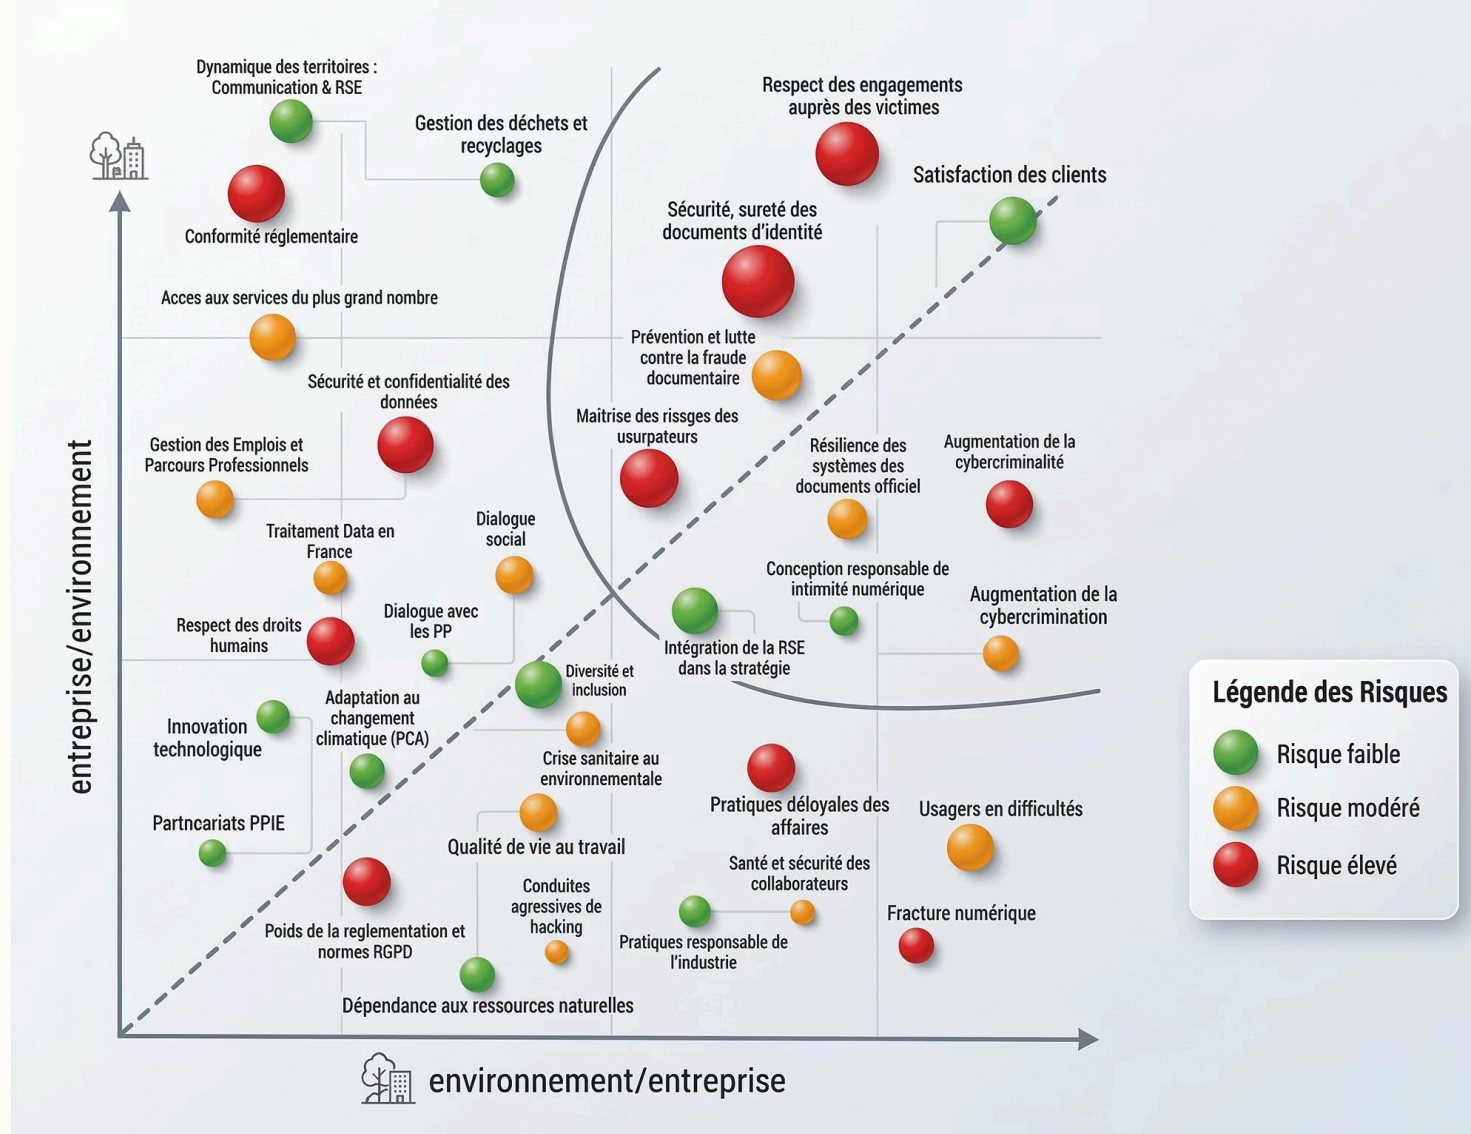 Dynamique des territoires :
Communication & RSE
Gestion des déchets et
recyclages
Conformité réglementaire
Acces aux services du plus grand nombre
Sécurité et confidentialité des
données
Gestion des Emplois et
Parcours Professionnels
Traitament Data en
France
Dialogue
social
Respect des droits
humains
Dialogue avec
les PP
Adaptation au
changement
climatique (PCA)
Innovation
technologique
Partncariats PPIE
Poids de la reglementation et
normes RGPD
Diversité et
inclusion
Crise sanitaire au
environnementale
Qualité de vie au travail
Conduites
agressives de
hacking
Dépendance aux ressources naturelles
Respect des engagements
auprès des victimes
Satisfaction des clients
Sécurité, sureté des
documents d'identité
Prévention et lutte
contre la fraude
documentaire
Maitrise des rissges des
usurpateurs
Résilience des
systèmes des
documents officiel
Augmentation de la
cybercriminalité
Conception responsable de
intirmité numérique
Augmentation de la
cybercrimination
Intégration de la RSE
dans la stratégie
Pratiques déloyales des
affaires
Usagers en difficultés
Santé et sécurité des
collaborateurs
Pratiques responsable de
l'industrie
Fracture numérique
entreprise/environnement
environnement/entreprise
Légende des Risques
Risque faible
Risque modéré
Risque élevé